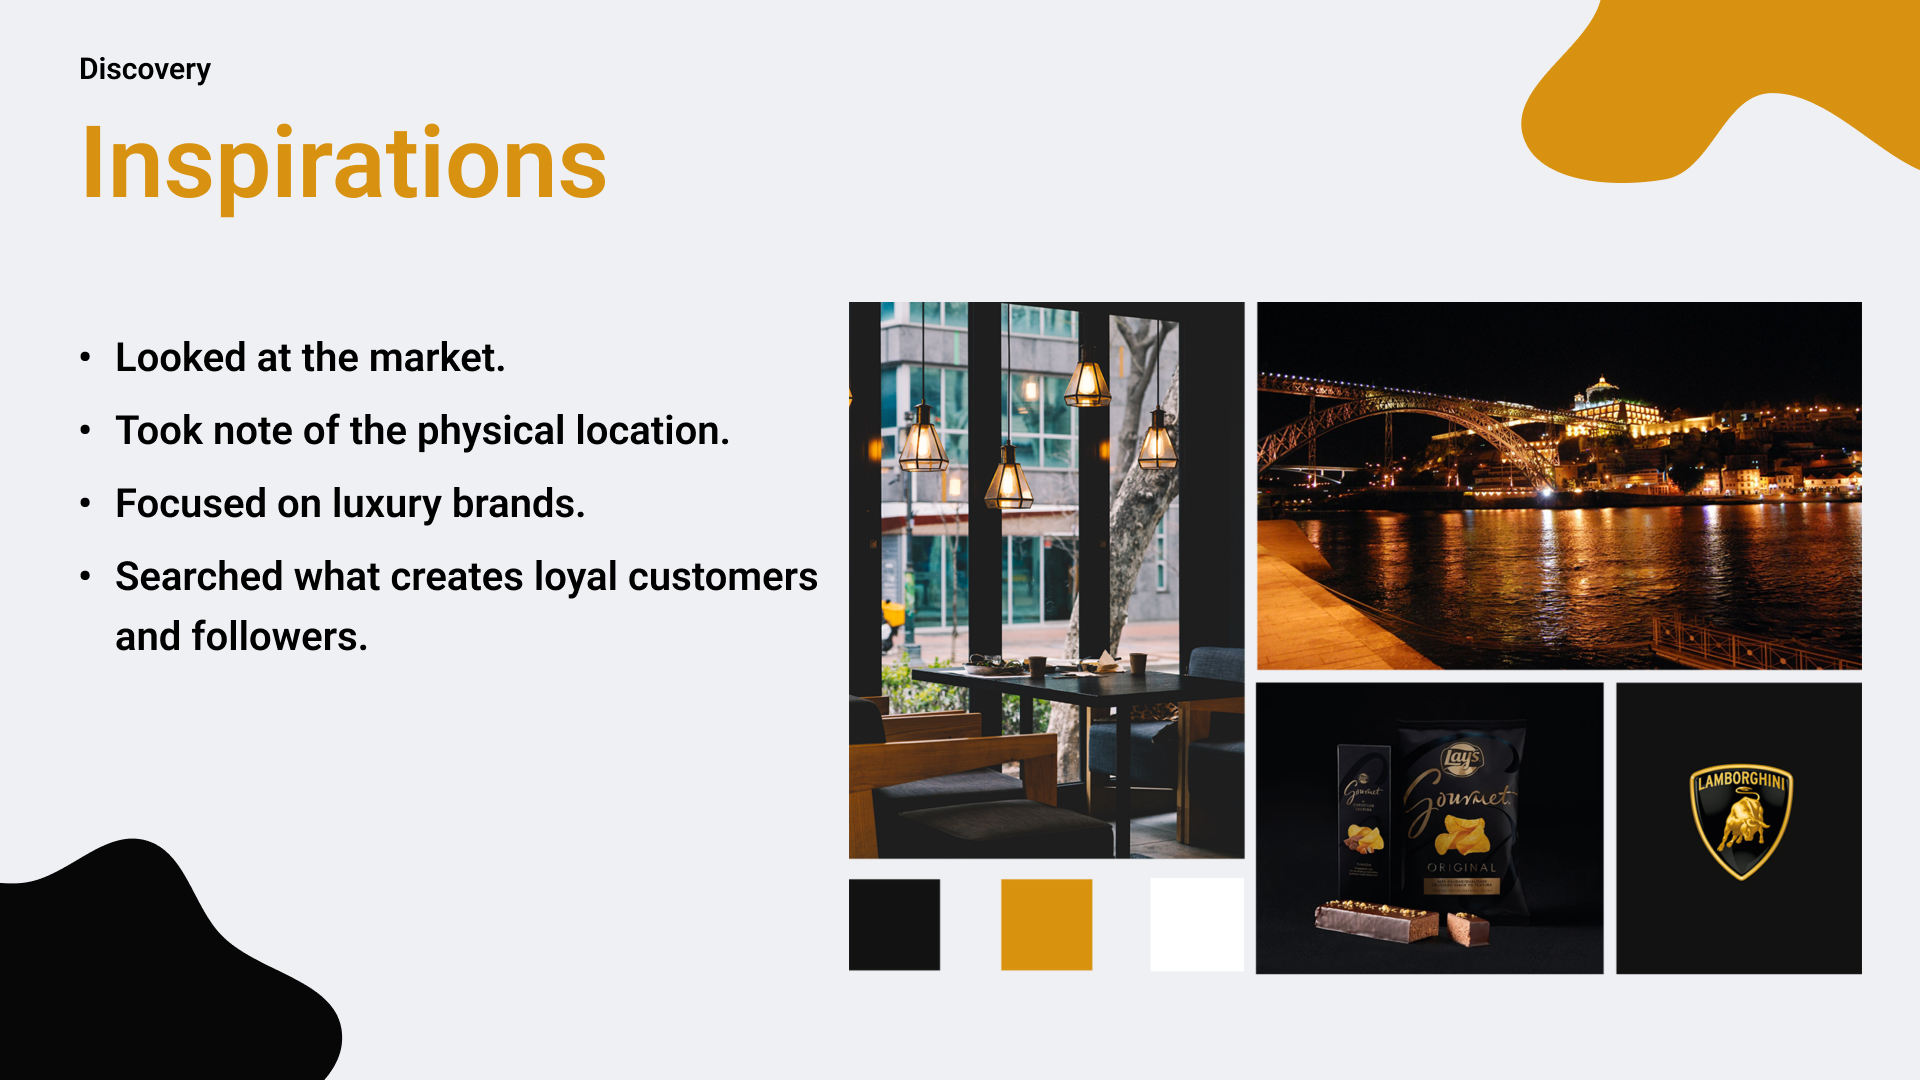 Discovery
Inspirations
• Looked at the market.
• Took note of the physical location.
• Focused on luxury brands.
• Searched what creates loyal customers
and followers.
Lay's
Gourmet
ORIGINAL
Gourmet
LAMBORGHINI